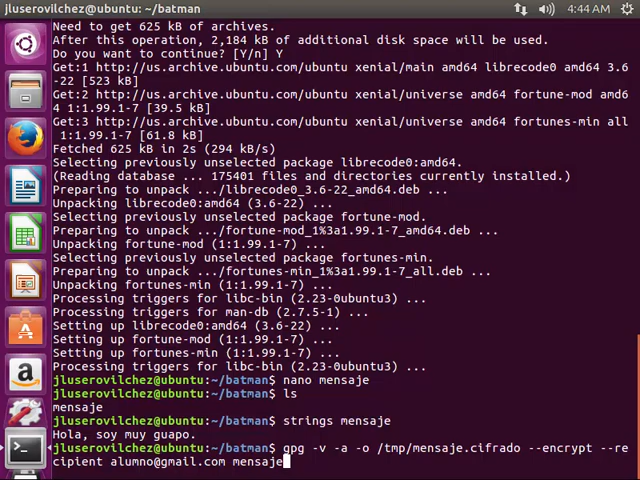 jluserovilchez@ubuntu: ~/batman
4:44 AM
Need to get 625 kB of archives.
After this operation, 2,184 kB of additional disk space will be used.
Do you want to continue? [Y/n] Y
Get:1 http://us.archive.ubuntu.com/ubuntu xenial/main amd64 librecode0 amd64 3.6
-22 [523 kB]
Get:2 http://us.archive.ubuntu.com/ubuntu xenial/universe amd64 fortune-mod amd6
4 1:1.99.1-7 [39.5 kB]
Get:3 http://us.archive.ubuntu.com/ubuntu xenial/universe amd64 fortunes-min all
 1:1.99.1-7 [61.8 kB]
Fetched 625 kB in 2s (294 kB/s)
Selecting previously unselected package librecode0:amd64.
(Reading database ... 175401 files and directories currently installed.)
Preparing to unpack .../librecode0_3.6-22_amd64.deb ...
Unpacking librecode0:amd64 (3.6-22) ...
Selecting previously unselected package fortune-mod.
Preparing to unpack .../fortune-mod_1%3a1.99.1-7_amd64.deb ...
Unpacking fortune-mod (1:1.99.1-7) ...
Selecting previously unselected package fortunes-min.
Preparing to unpack .../fortunes-min_1%3a1.99.1-7_all.deb ...
Unpacking fortunes-min (1:1.99.1-7) ...
Processing triggers for libc-bin (2.23-0ubuntu3) ...
Processing triggers for man-db (2.7.5-1) ...
Setting up librecode0:amd64 (3.6-22) ...
Setting up fortune-mod (1:1.99.1-7) ...
Setting up fortunes-min (1:1.99.1-7) ...
Processing triggers for libc-bin (2.23-0ubuntu3) ...
jluserovilchez@ubuntu:~/batman$ nano mensaje
jluserovilchez@ubuntu:~/batman$ ls
mensaje
jluserovilchez@ubuntu:~/batman$ strings mensaje
Hola, soy muy guapo.
jluserovilchez@ubuntu:~/batman$ gpg -v -a -o /tmp/mensaje.cifrado --encrypt --re
cipient alumno@gmail.com mensaje